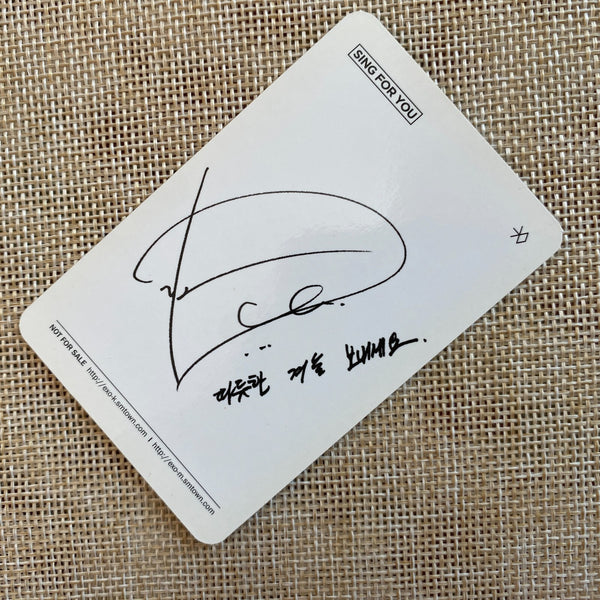 SING FOR YOU
따뜻한 겨울 보내세요.
NOT FOR SALE http://exo-k.smtown.com I http://exo-m.smtown.com